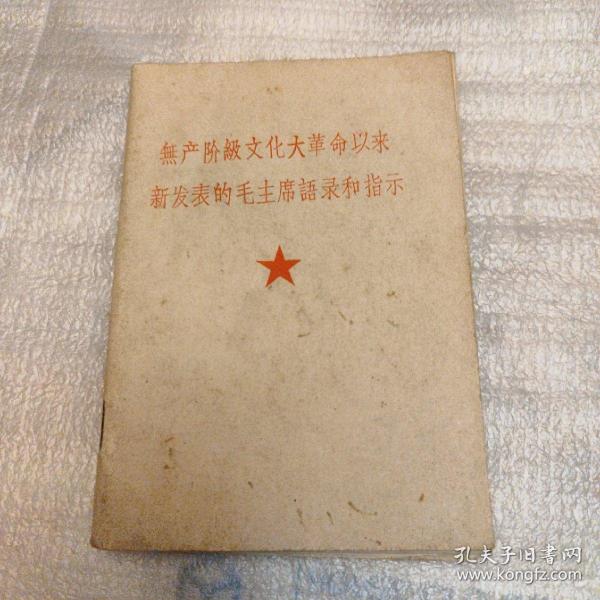 無产阶級文化大革命以来
新发表的毛主席語录和指示
孔夫子旧書网
www.kongfz.com